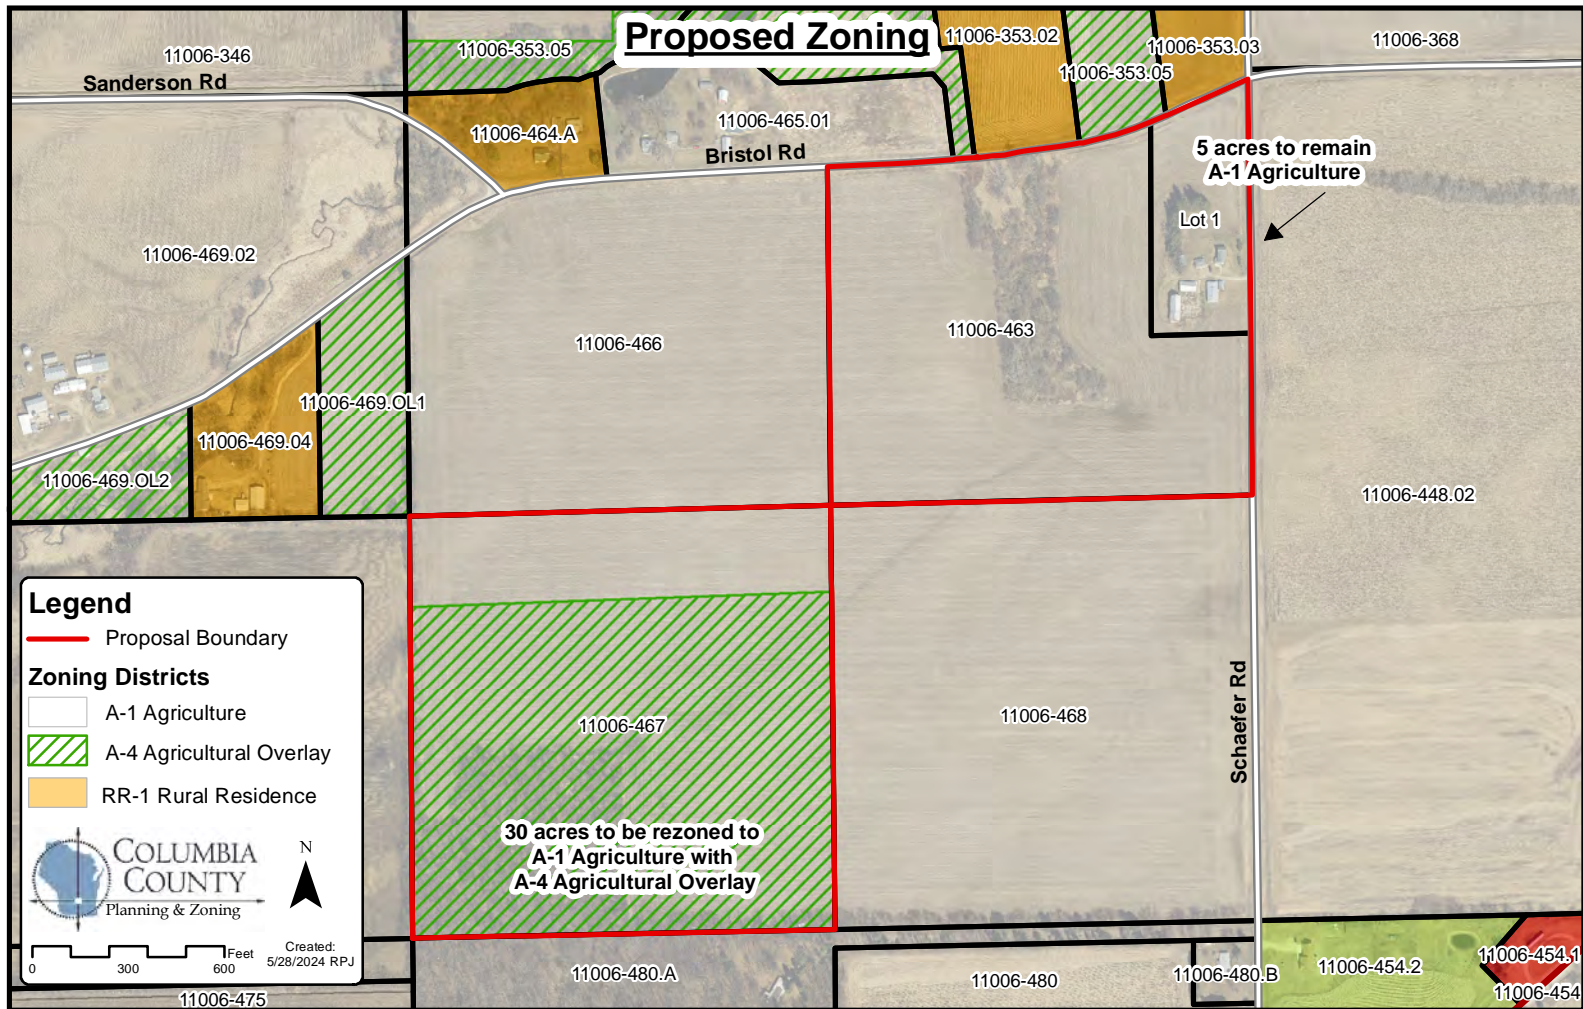 Proposed Zoning
11006-346
11006-353.05
11006-353.02
11006-353.03
11006-368
11006-353.05
Sanderson Rd
11006-464.A
11006-465.01
Bristol Rd
5 acres to remain
A-1 Agriculture
Lot 1
11006-469.02
11006-466
11006-463
11006-469.OL1
11006-469.04
11006-469.OL2
11006-448.02
Legend
Proposal Boundary
Zoning Districts
A-1 Agriculture
A-4 Agricultural Overlay
RR-1 Rural Residence
COLUMBIA
COUNTY
Planning & Zoning
N
Feet
0
300
600
Created:
5/28/2024 RPJ
11006-467
11006-468
Schaefer Rd
30 acres to be rezoned to
A-1 Agriculture with
A-4 Agricultural Overlay
11006-475
11006-480.A
11006-480
11006-480.B
11006-454.2
11006-454.1
11006-454